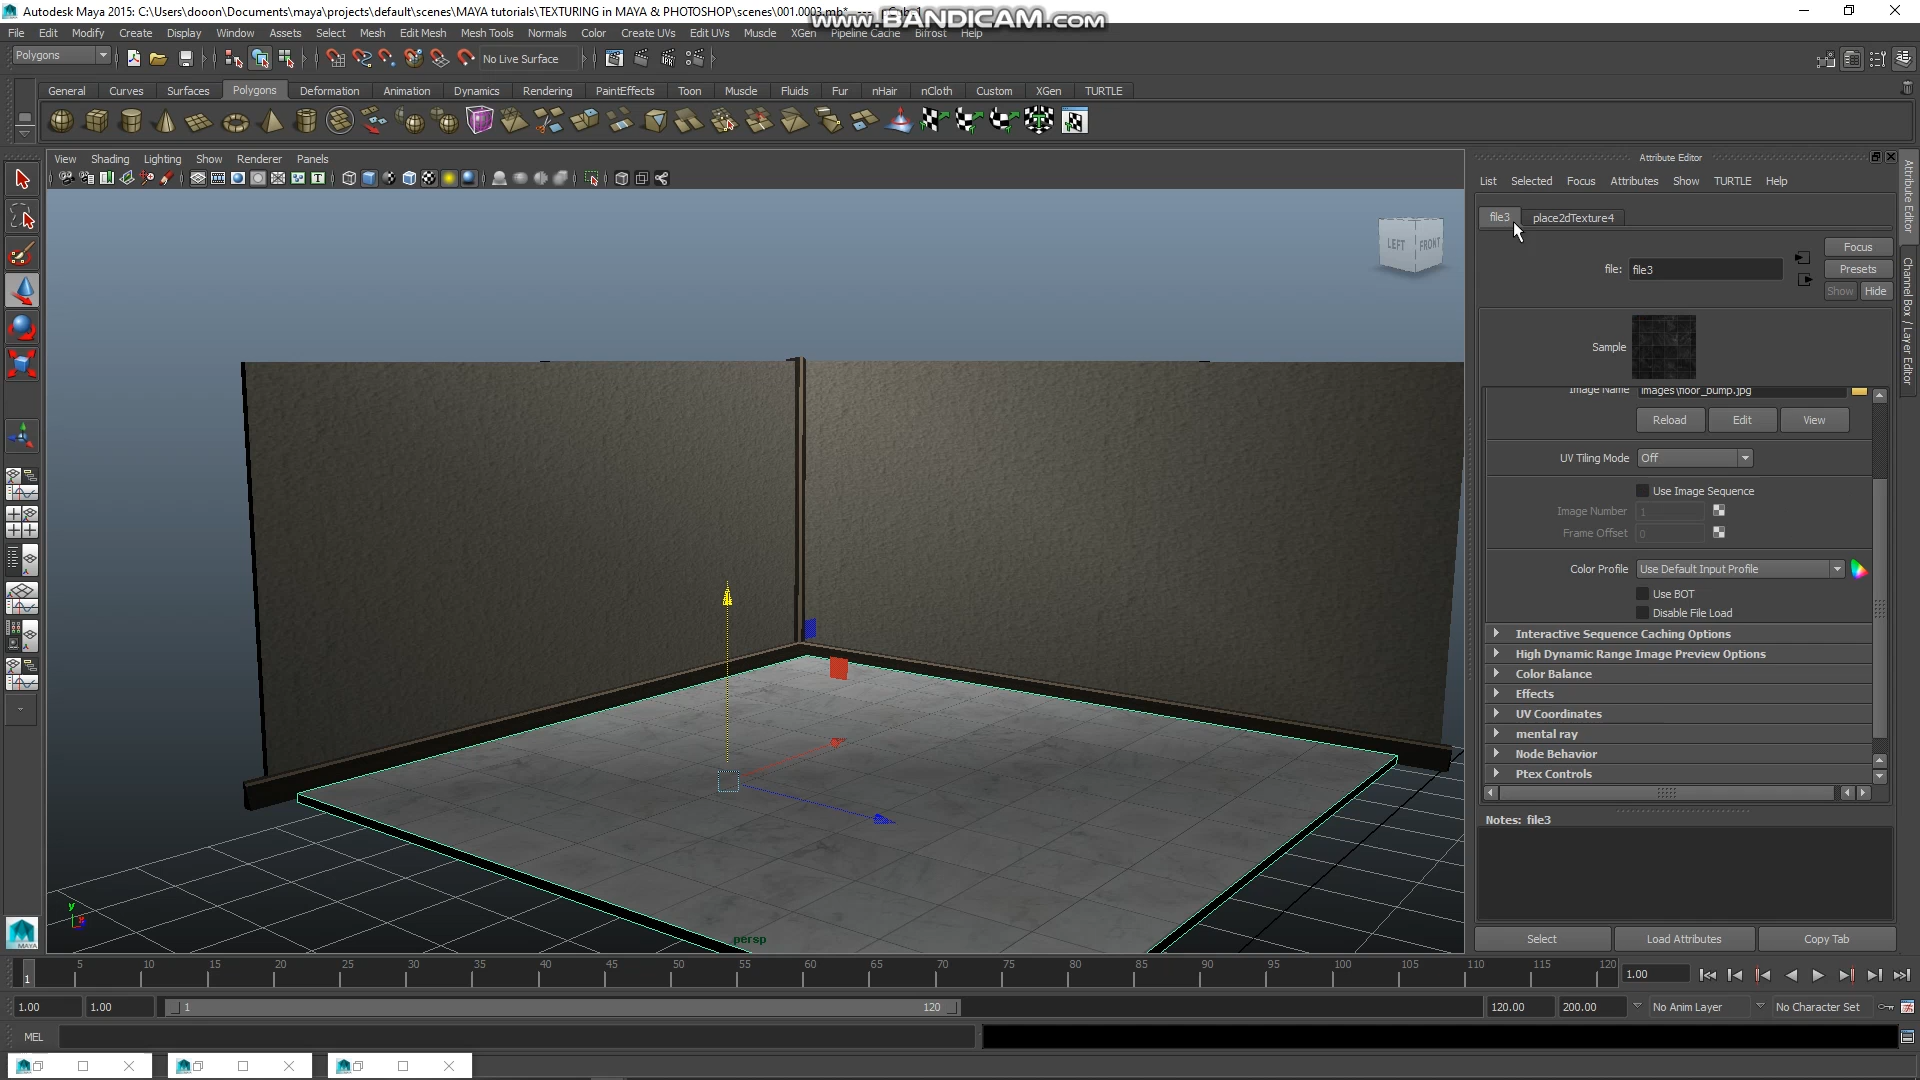 Autodesk Maya 2015: C:\Users\dooon\Documents\maya\projects\default\scenes\MAYA tutorials\TEXTURING in MAYA & PHOTOSHOP\scenes\001.0003.mb*
www.BANDICAM.com
File Edit Modify Create Display Window Assets Select Mesh Edit Mesh Mesh Tools Normals Color Create UVs Edit UVs Muscle XGen Pipeline Cache Bifrost Help
Polygons No Live Surface
General Curves Surfaces Polygons Deformation Animation Dynamics Rendering PaintEffects Toon Muscle Fluids Fur nHair nCloth Custom XGen TURTLE
View Shading Lighting Show Renderer Panels
Attribute Editor
List Selected Focus Attributes Show TURTLE Help
file3 place2dTexture4
Focus
file: file3
Presets
Show Hide
Sample
Image Name images\floor_bump.jpg
Reload Edit View
UV Tiling Mode Off
Use Image Sequence
Image Number 1
Frame Offset 0
Color Profile Use Default Input Profile
Use BOT
Disable File Load
Interactive Sequence Caching Options
High Dynamic Range Image Preview Options
Color Balance
Effects
UV Coordinates
mental ray
Node Behavior
Ptex Controls
Notes: file3
Select Load Attributes Copy Tab
Attribute Editor
Channel Box / Layer Editor
LEFT FRONT
y
x
persp
MAYA
1 5 10 15 20 25 30 35 40 45 50 55 60 65 70 75 80 85 90 95 100 105 110 115 120 1.00
1.00 1.00 1 120 120.00 200.00 No Anim Layer No Character Set
MEL